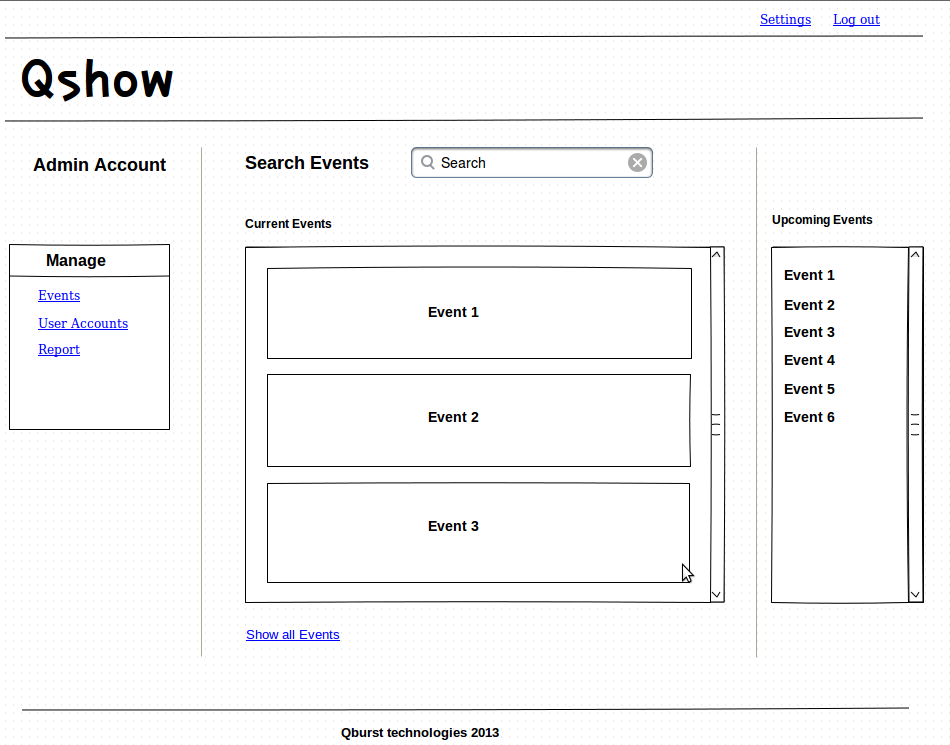 Settings Log out
Qshow
Admin Account
Manage
Events
User Accounts
Report
Search Events
Search
Current Events
Event 1
Event 2
Event 3
Show all Events
Upcoming Events
Event 1
Event 2
Event 3
Event 4
Event 5
Event 6
Qburst technologies 2013